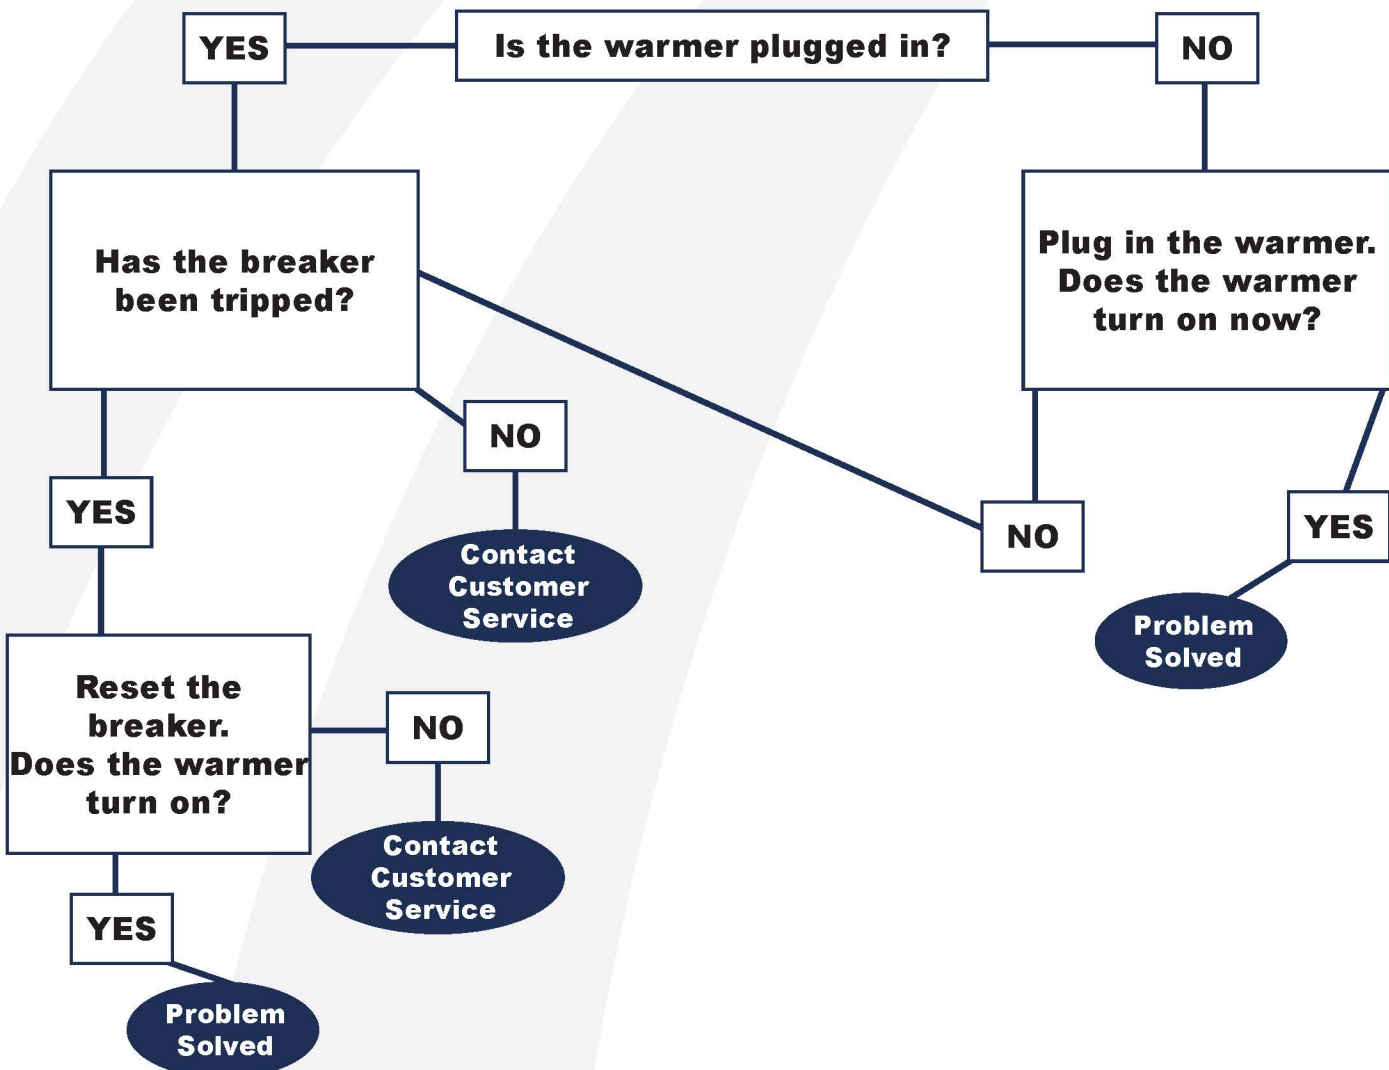 YES
Is the warmer plugged in?
NO
Has the breaker
been tripped?
Plug in the warmer.
Does the warmer
turn on now?
NO
YES
NO
YES
Contact
Customer
Service
Problem
Solved
Reset the
breaker.
Does the warmer
turn on?
NO
Contact
Customer
Service
YES
Problem
Solved